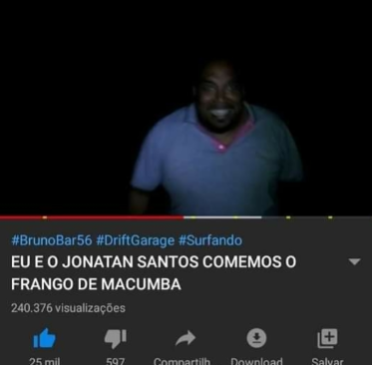 #BrunoBar56 #DriftGarage #Surfando
EU E O JONATAN SANTOS COMEMOS O
FRANGO DE MACUMBA
240.376 visualizações
25 mil 597 Compartilh Download Salvar